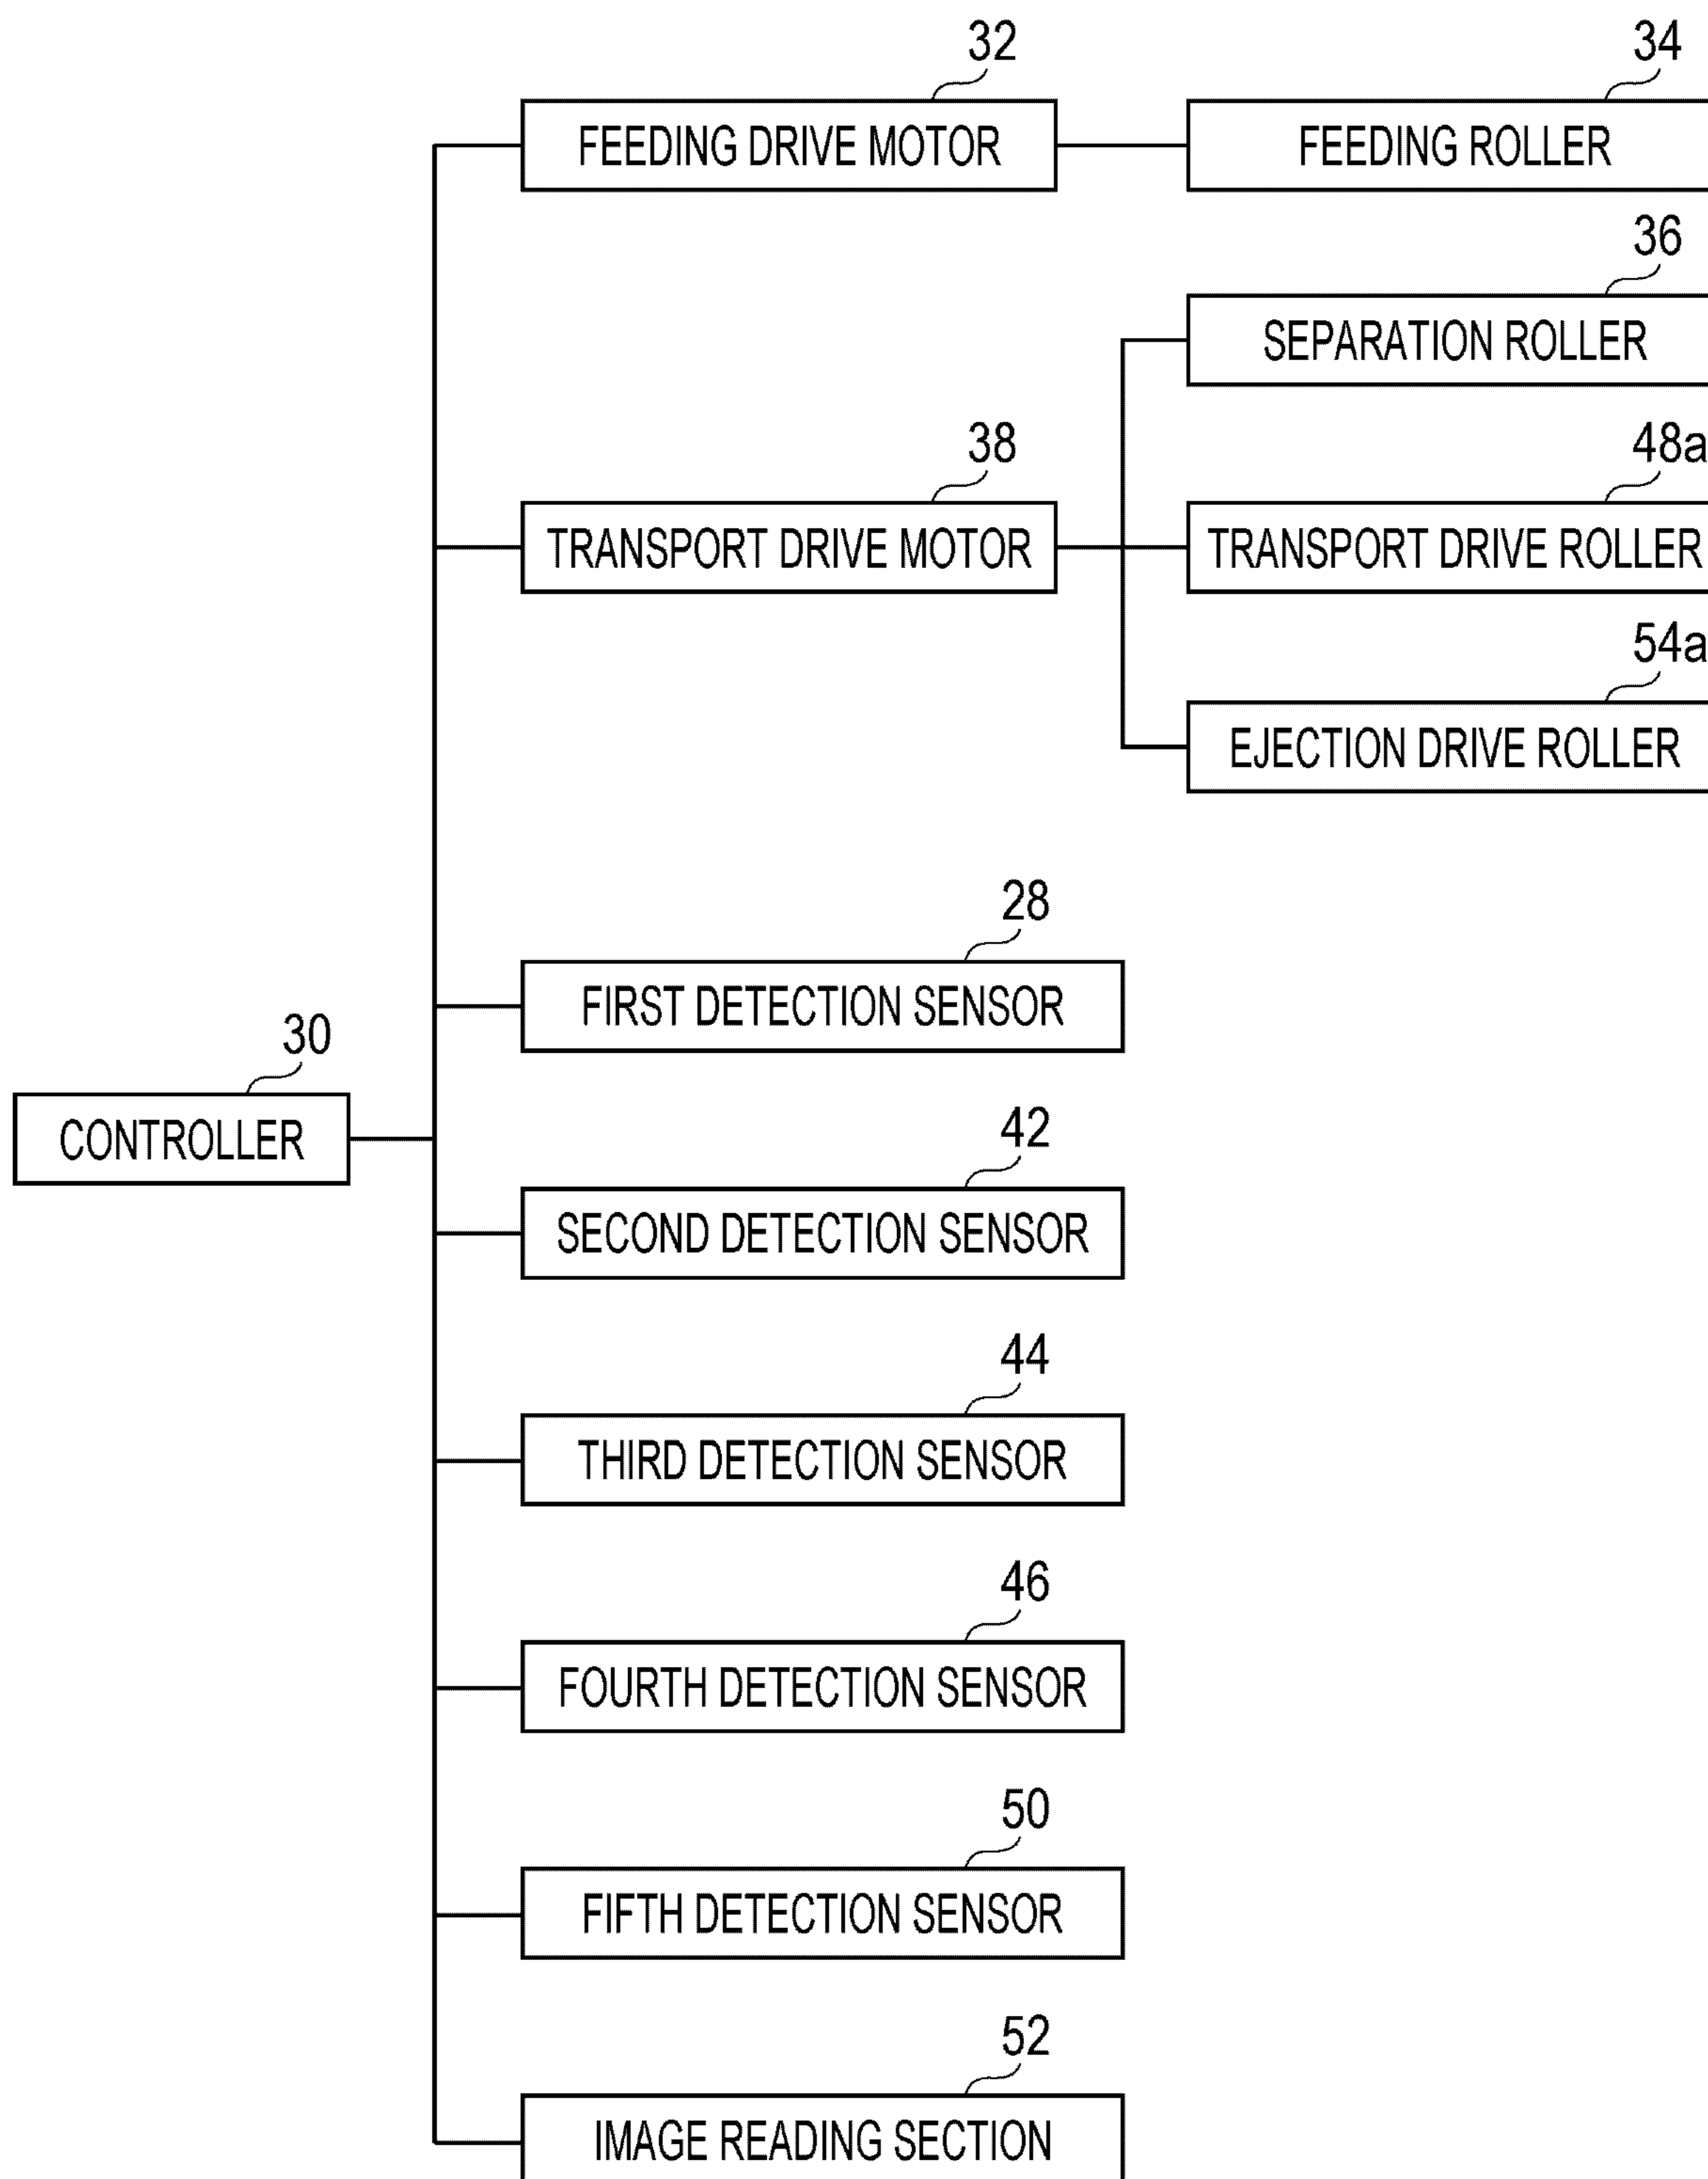 32
FEEDING DRIVE MOTOR
34
FEEDING ROLLER
36
SEPARATION ROLLER
38
TRANSPORT DRIVE MOTOR
48a
TRANSPORT DRIVE ROLLER
54a
EJECTION DRIVE ROLLER
28
FIRST DETECTION SENSOR
30
CONTROLLER
42
SECOND DETECTION SENSOR
44
THIRD DETECTION SENSOR
46
FOURTH DETECTION SENSOR
50
FIFTH DETECTION SENSOR
52
IMAGE READING SECTION